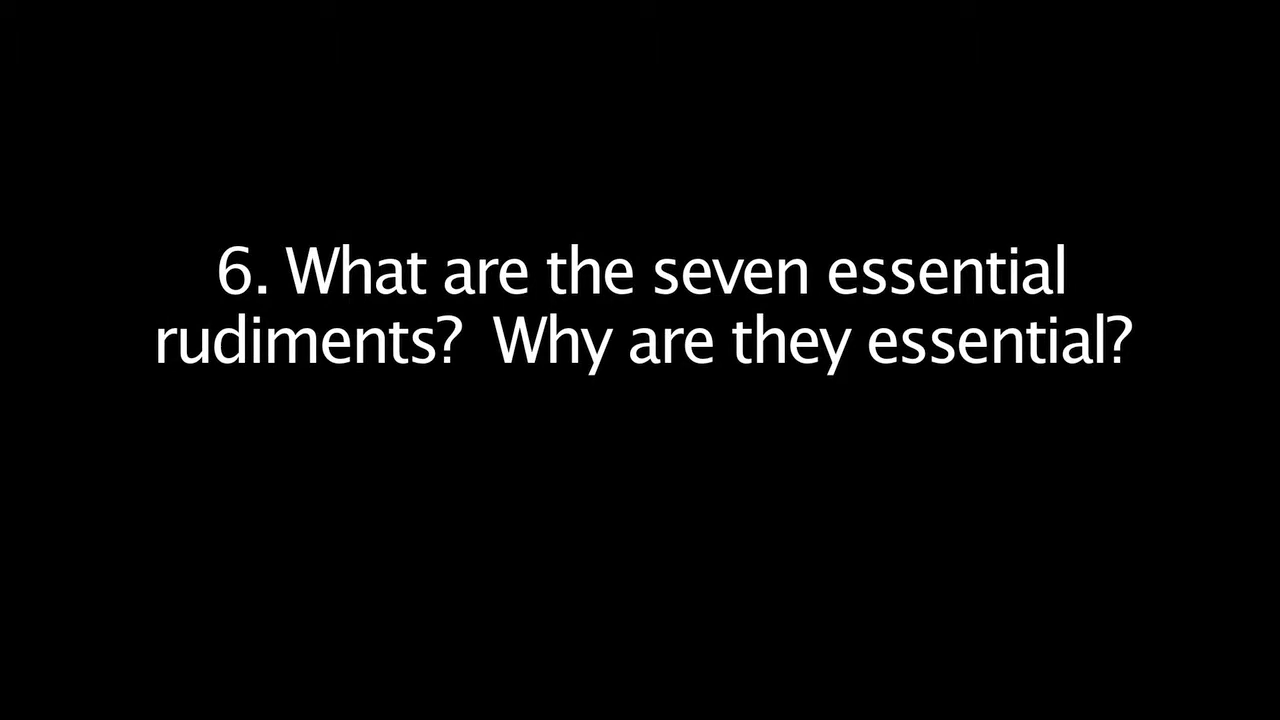 6. What are the seven essential
rudiments?  Why are they essential?